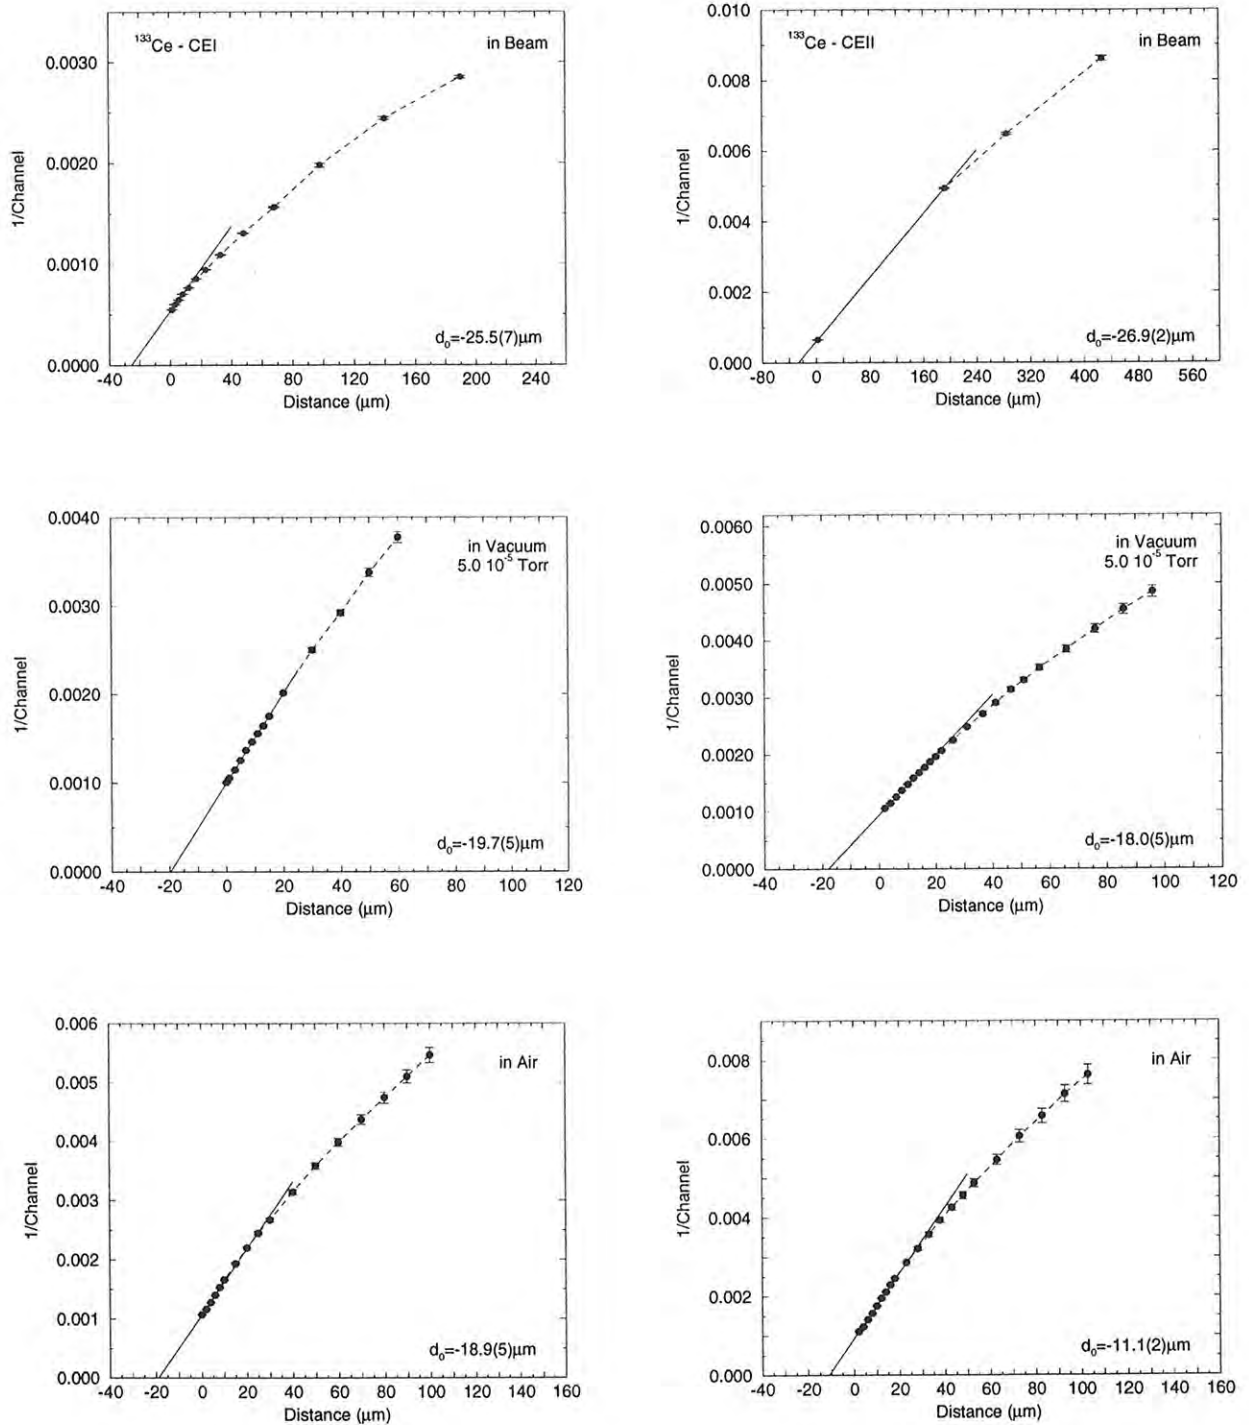 ¹³³Ce - CEI
in Beam
0.0030
0.0020
0.0010
0.0000
1/Channel
d₀=-25.5(7)µm
-40 0 40 80 120 160 200 240
Distance (µm)
0.010
¹³³Ce - CEII
in Beam
0.008
0.006
0.004
0.002
0.000
1/Channel
d₀=-26.9(2)µm
-80 0 80 160 240 320 400 480 560
Distance (µm)
0.0040
in Vacuum
5.0 10⁻⁵ Torr
0.0030
0.0020
0.0010
0.0000
1/Channel
d₀=-19.7(5)µm
-40 -20 0 20 40 60 80 100 120
Distance (µm)
0.0060
in Vacuum
5.0 10⁻⁵ Torr
0.0050
0.0040
0.0030
0.0020
0.0010
0.0000
1/Channel
d₀=-18.0(5)µm
-40 -20 0 20 40 60 80 100 120
Distance (µm)
0.006
in Air
0.005
0.004
0.003
0.002
0.001
0.000
1/Channel
d₀=-18.9(5)µm
-40 -20 0 20 40 60 80 100 120 140 160
Distance (µm)
in Air
0.008
0.006
0.004
0.002
0.000
1/Channel
d₀=-11.1(2)µm
-40 -20 0 20 40 60 80 100 120 140 160
Distance (µm)